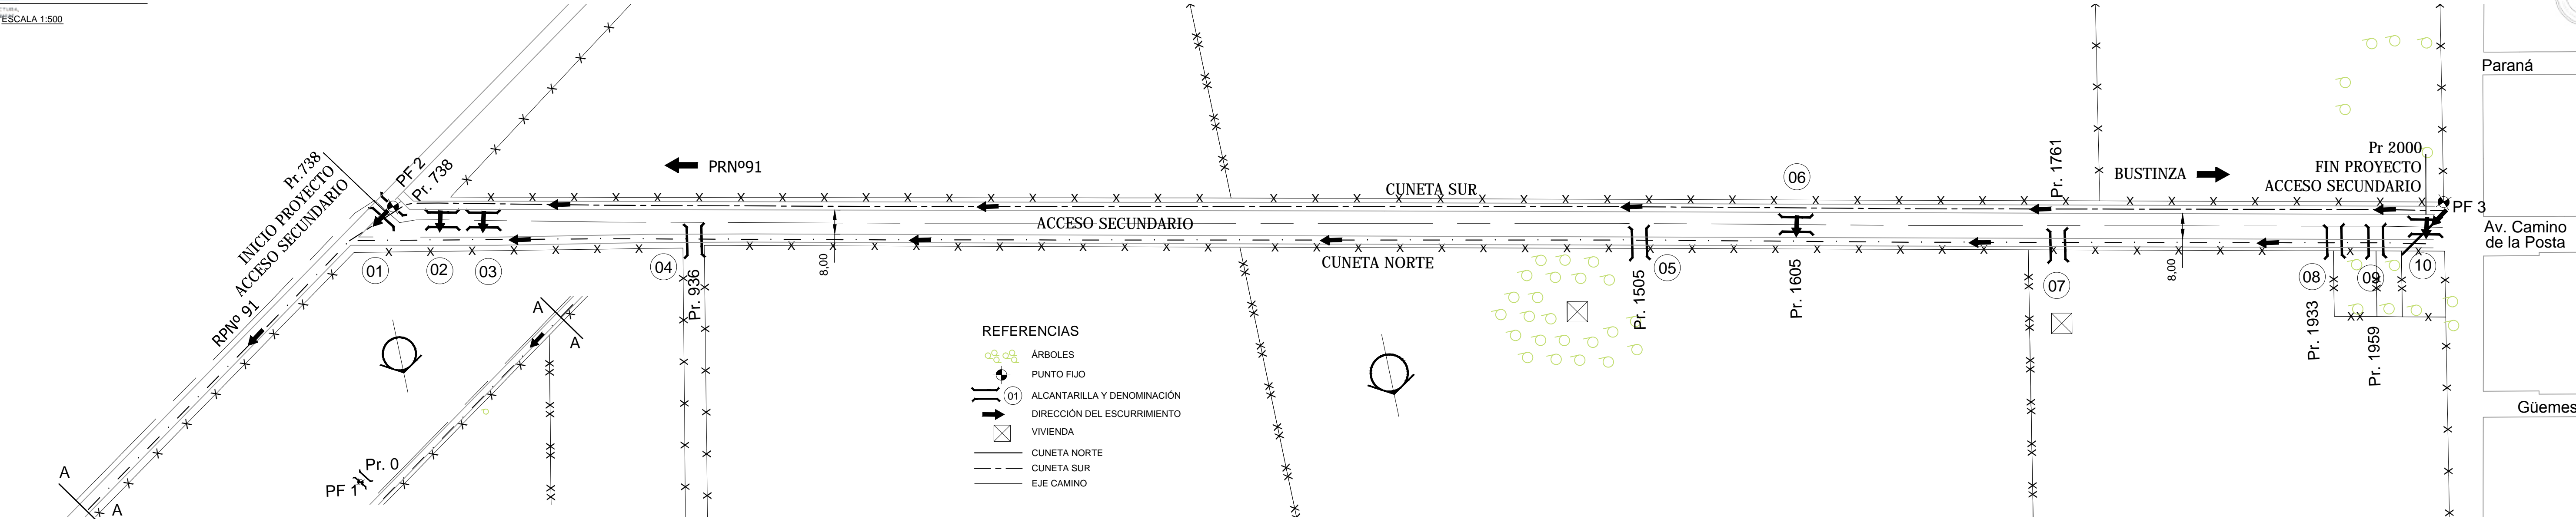 ESCALA 1:500
Paraná
Pr.738
INICIO PROYECTO
ACCESO SECUNDARIO
PF 2
Pr. 738
PRNº91
CUNETA SUR
ACCESO SECUNDARIO
CUNETA NORTE
06
Pr. 1761
BUSTINZA
Pr 2000
FIN PROYECTO
ACCESO SECUNDARIO
PF 3
Av. Camino
de la Posta
01
02
03
04
05
07
08
09
10
8,00
8,00
Pr. 936
Pr. 1505
Pr. 1605
Pr. 1933
Pr. 1959
RPNº 91
A
A
A
A
Pr. 0
PF 1
Güemes
REFERENCIAS
ÁRBOLES
PUNTO FIJO
01
ALCANTARILLA Y DENOMINACIÓN
DIRECCIÓN DEL ESCURRIMIENTO
VIVIENDA
CUNETA NORTE
CUNETA SUR
EJE CAMINO